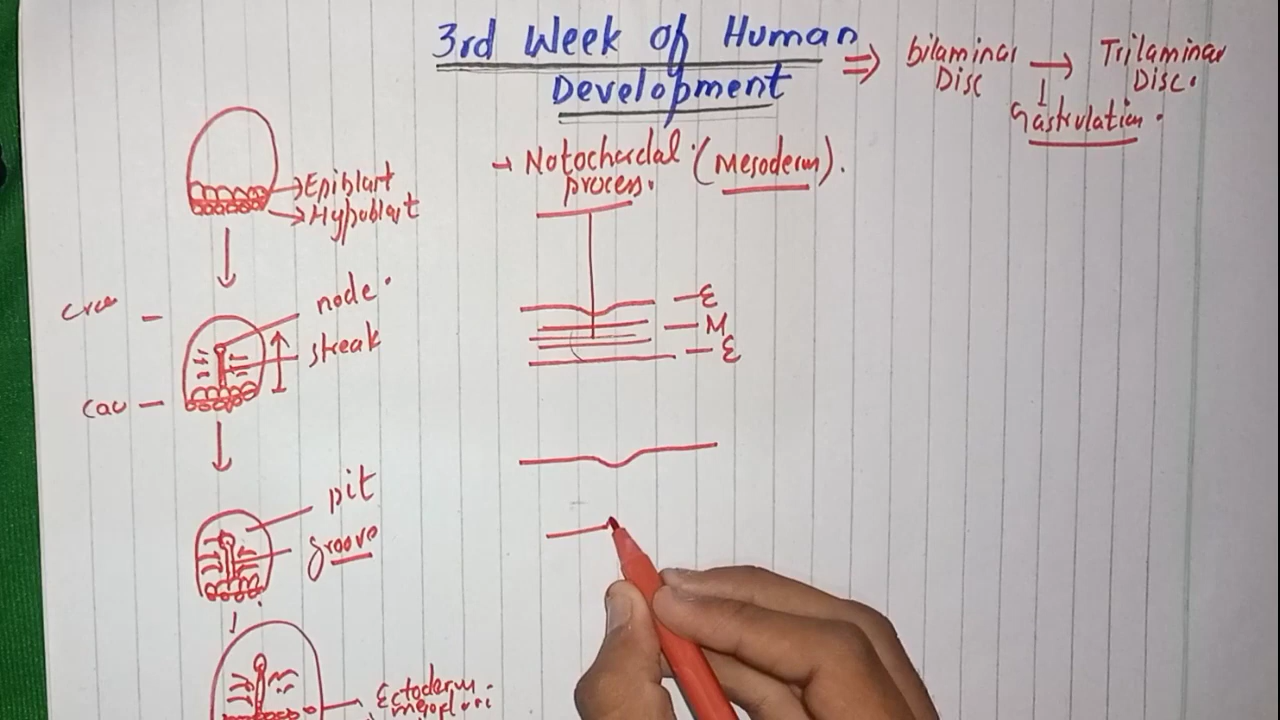 3rd Week of Human
Development
⇒ bilaminar
Disc
→ Trilaminar
Disc.
Gastrulation.
→ Notochordal (Mesoderm).
process.
→Epiblast
→Hypoblast
node.
streak
Cau
pit
groove
E
M
E
Ectoderm